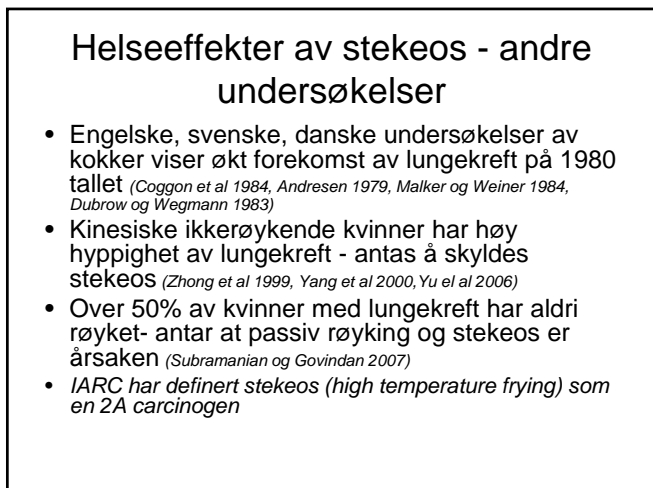 Helseeffekter av stekeos - andre
undersøkelser
• Engelske, svenske, danske undersøkelser av
kokker viser økt forekomst av lungekreft på 1980
tallet (Coggon et al 1984, Andresen 1979, Malker og Weiner 1984,
Dubrow og Wegmann 1983)
• Kinesiske ikkerøykende kvinner har høy
hyppighet av lungekreft - antas å skyldes
stekeos (Zhong et al 1999, Yang et al 2000,Yu el al 2006)
• Over 50% av kvinner med lungekreft har aldri
røyket- antar at passiv røyking og stekeos er
årsaken (Subramanian og Govindan 2007)
• IARC har definert stekeos (high temperature frying) som
en 2A carcinogen